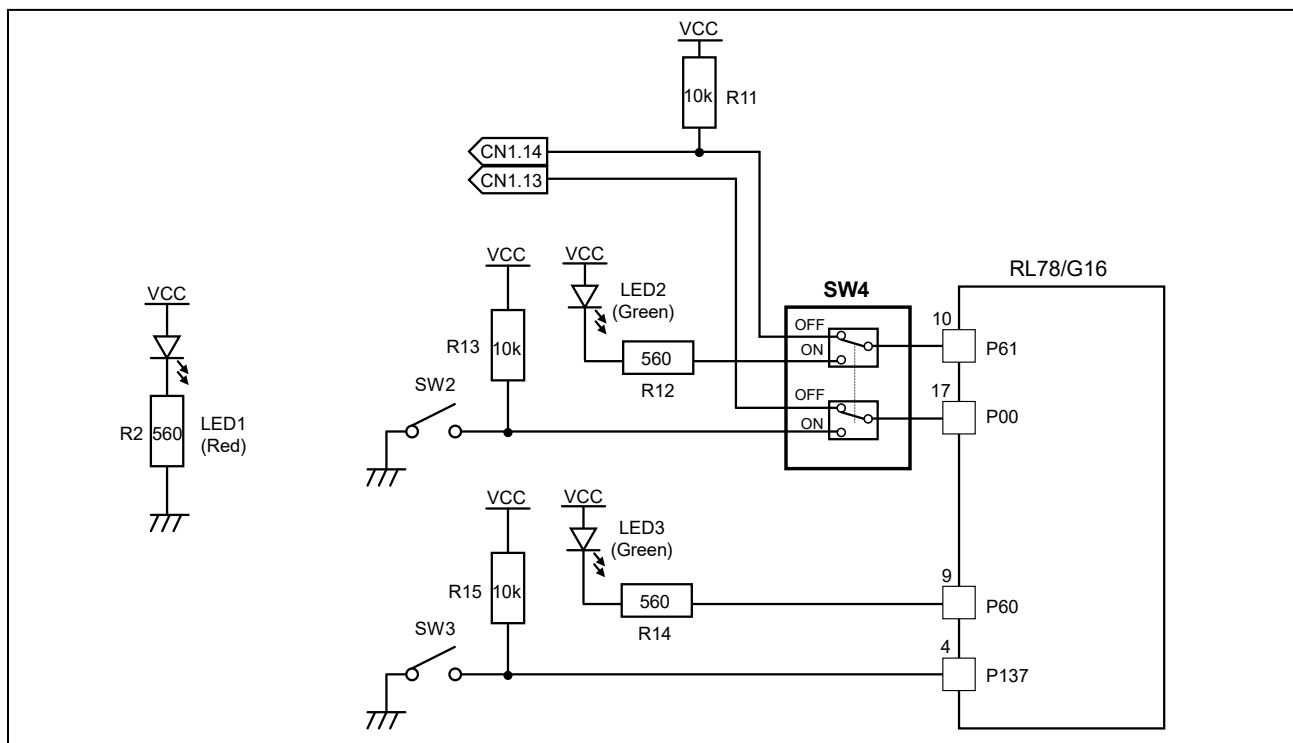 VCC
10k
R11
CN1.14
CN1.13
RL78/G16
VCC
VCC
LED2
(Green)
SW4
VCC
OFF
10
P61
R13
10k
ON
560
R12
SW2
OFF
17
P00
ON
R2
560
LED1
(Red)
VCC
VCC
LED3
(Green)
R15
10k
560
R14
9
P60
SW3
4
P137